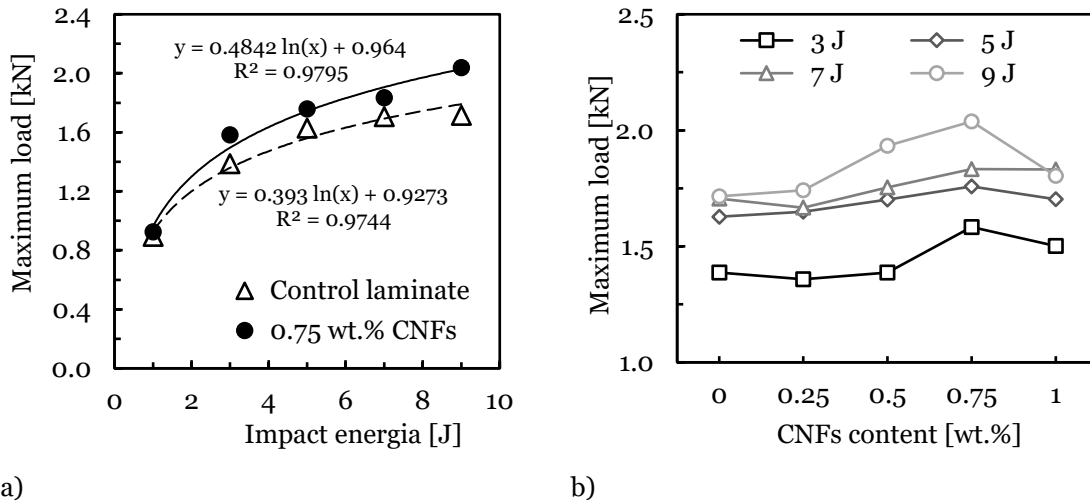 2.4
2.0
1.6
1.2
0.8
0.4
0.0
Maximum load [kN]
y = 0.4842 ln(x) + 0.964
R² = 0.9795
y = 0.393 ln(x) + 0.9273
R² = 0.9744
Control laminate
0.75 wt.% CNFs
0 2 4 6 8 10
Impact energia [J]
a)
2.5
2.0
1.5
1.0
Maximum load [kN]
3 J 5 J
7 J 9 J
0 0.25 0.5 0.75 1
CNFs content [wt.%]
b)